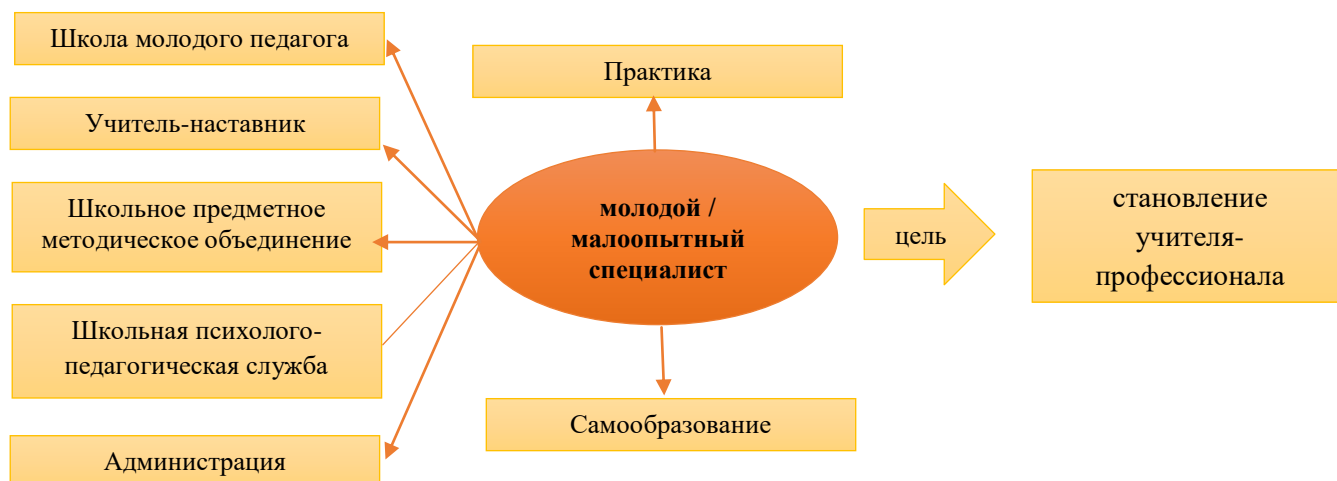 Школа молодого педагога
Учитель-наставник
Школьное предметное
методическое объединение
Школьная психолого-
педагогическая служба
Администрация
Практика
молодой /
малоопытный
специалист
Самообразование
цель
становление
учителя-
профессионала